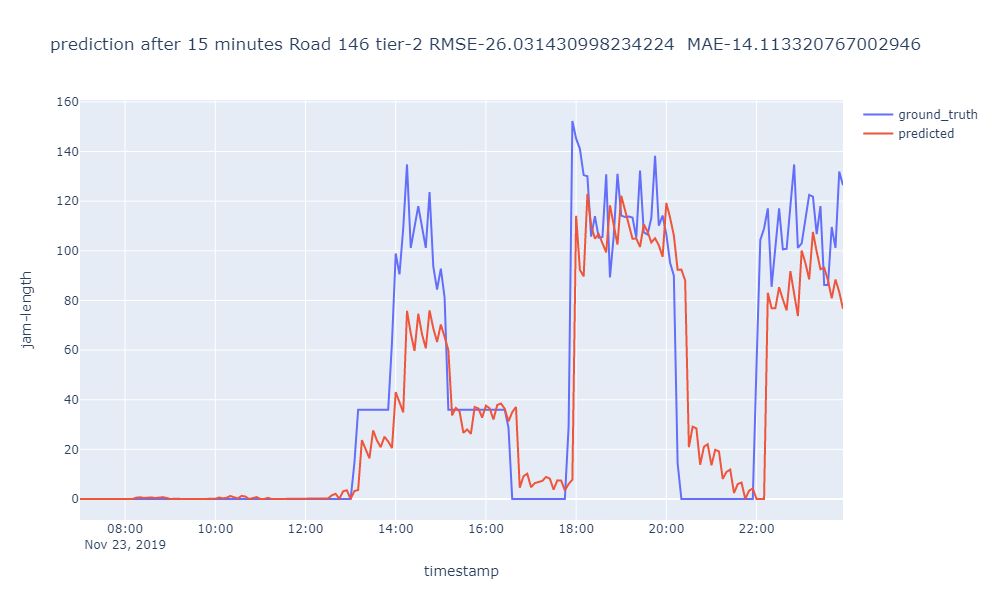 prediction after 15 minutes Road 146 tier-2 RMSE-26.031430998234224  MAE-14.113320767002946
ground_truth
predicted
160
140
120
100
80
60
40
20
0
jam-length
08:00 10:00 12:00 14:00 16:00 18:00 20:00 22:00
Nov 23, 2019
timestamp